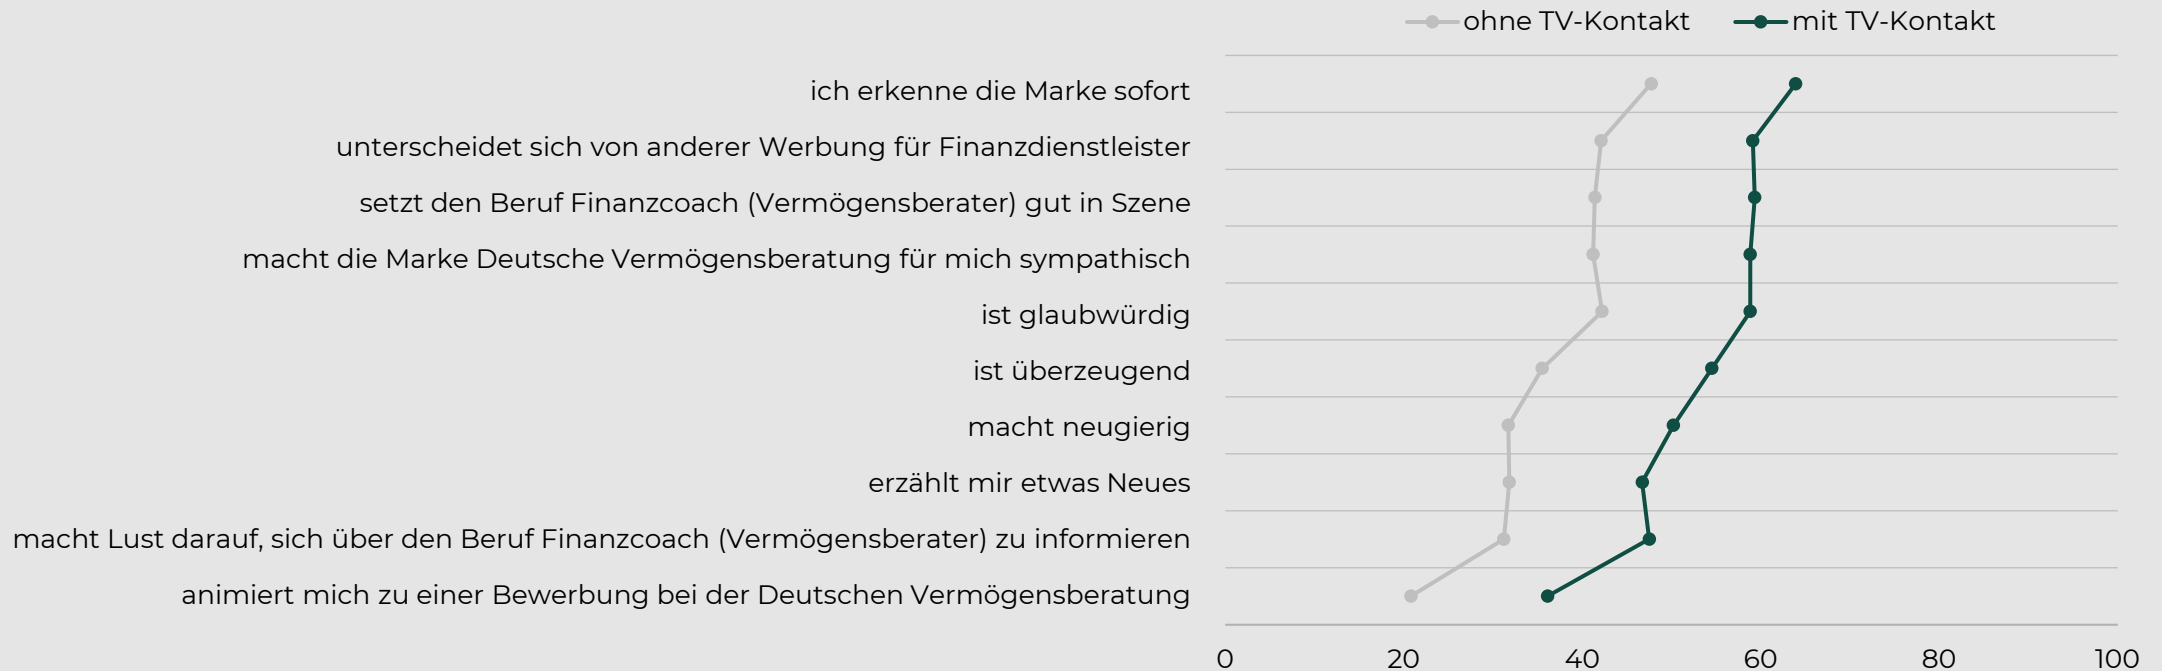 ohne TV-Kontakt mit TV-Kontakt
ich erkenne die Marke sofort
unterscheidet sich von anderer Werbung für Finanzdienstleister
setzt den Beruf Finanzcoach (Vermögensberater) gut in Szene
macht die Marke Deutsche Vermögensberatung für mich sympathisch
ist glaubwürdig
ist überzeugend
macht neugierig
erzählt mir etwas Neues
macht Lust darauf, sich über den Beruf Finanzcoach (Vermögensberater) zu informieren
animiert mich zu einer Bewerbung bei der Deutschen Vermögensberatung
0 20 40 60 80 100